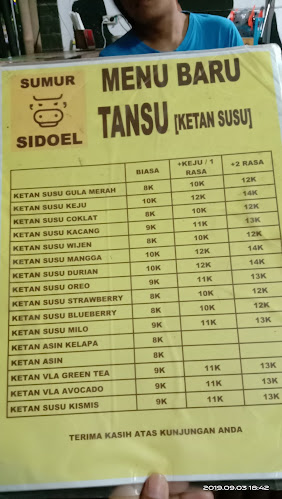 SUMUR
SIDOEL
MENU BARU
TANSU [KETAN SUSU]
BIASA +KEJU / 1 RASA +2 RASA
KETAN SUSU GULA MERAH 8K 10K 12K
KETAN SUSU KEJU 10K 12K 14K
KETAN SUSU COKLAT 8K 10K 12K
KETAN SUSU KACANG 9K 11K 13K
KETAN SUSU WIJEN 8K 10K 12K
KETAN SUSU MANGGA 10K 12K 14K
KETAN SUSU DURIAN 10K 12K 14K
KETAN SUSU OREO 9K 11K 13K
KETAN SUSU STRAWBERRY 8K 10K 12K
KETAN SUSU BLUEBERRY 8K 10K 12K
KETAN SUSU MILO 9K 11K 13K
KETAN ASIN KELAPA 8K
KETAN ASIN 8K
KETAN VLA GREEN TEA 9K 11K 13K
KETAN VLA AVOCADO 9K 11K 13K
KETAN SUSU KISMIS 9K 11K 13K
TERIMA KASIH ATAS KUNJUNGAN ANDA
2019.09.03 18:42